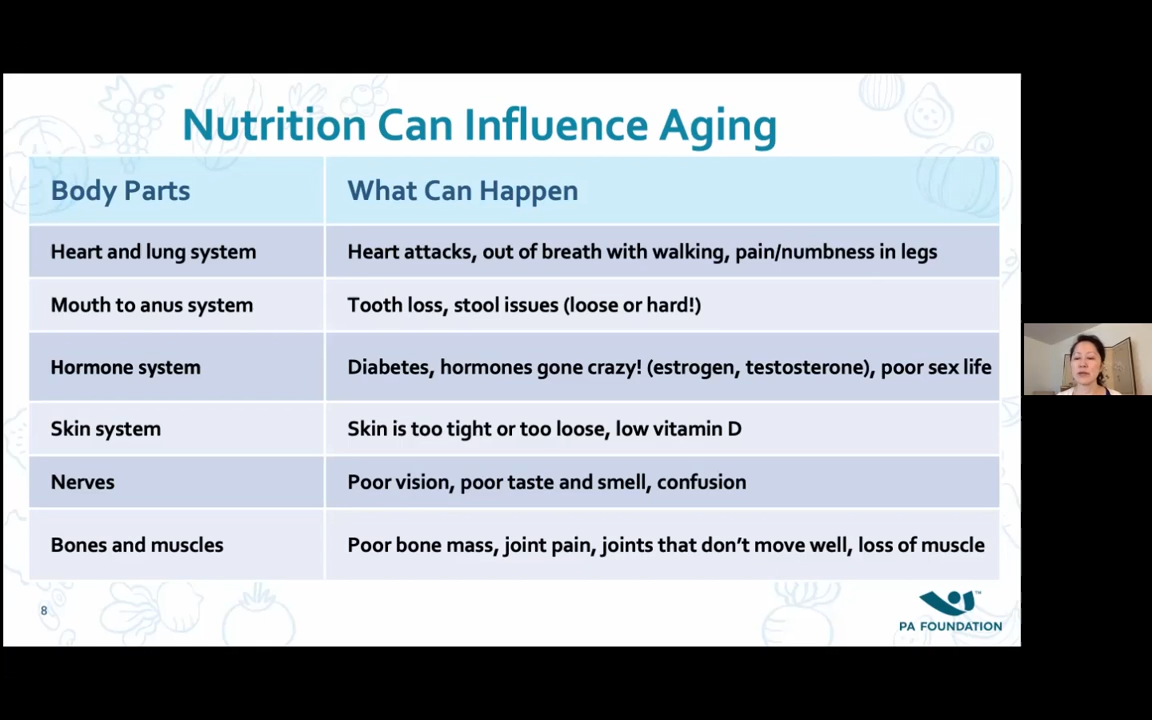 Nutrition Can Influence Aging
Body Parts
What Can Happen
Heart and lung system
Heart attacks, out of breath with walking, pain/numbness in legs
Mouth to anus system
Tooth loss, stool issues (loose or hard!)
Hormone system
Diabetes, hormones gone crazy! (estrogen, testosterone), poor sex life
Skin system
Skin is too tight or too loose, low vitamin D
Nerves
Poor vision, poor taste and smell, confusion
Bones and muscles
Poor bone mass, joint pain, joints that don’t move well, loss of muscle
8
™
PA FOUNDATION